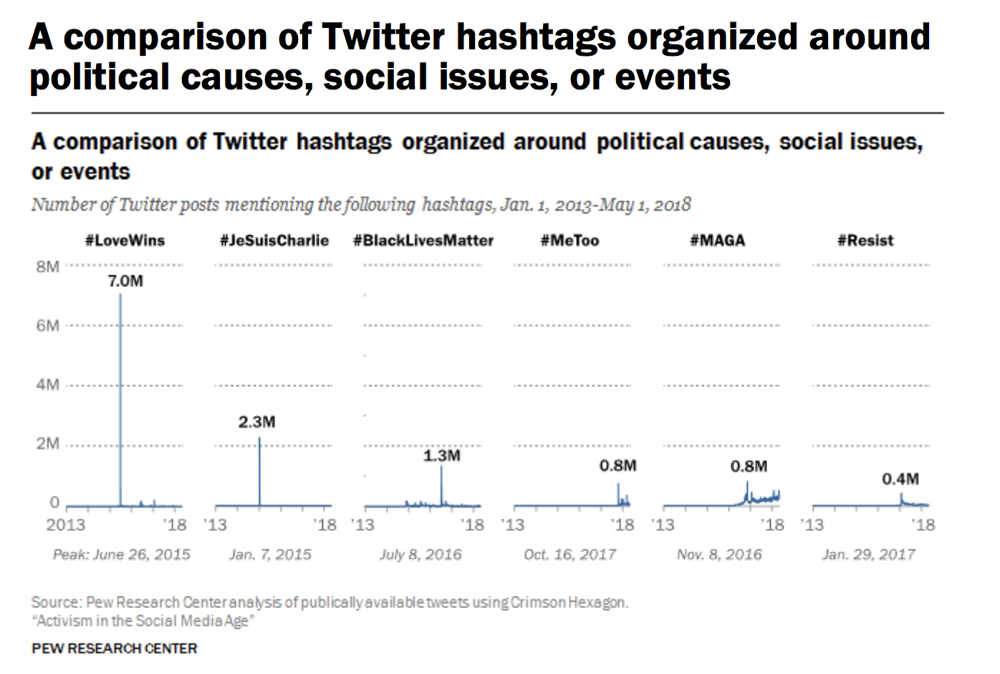 A comparison of Twitter hashtags organized around
political causes, social issues, or events
A comparison of Twitter hashtags organized around political causes, social issues,
or events
Number of Twitter posts mentioning the following hashtags, Jan. 1, 2013-May 1, 2018
#LoveWins #JeSuisCharlie #BlackLivesMatter #MeToo #MAGA #Resist
8M
7.0M
6M
4M
2.3M
2M
1.3M
0.8M 0.8M
0.4M
0
2013 '18 '13 '18 '13 '18 '13 '18 '13 '18 '13 '18
Peak: June 26, 2015 Jan. 7, 2015 July 8, 2016 Oct. 16, 2017 Nov. 8, 2016 Jan. 29, 2017
Source: Pew Research Center analysis of publically available tweets using Crimson Hexagon.
“Activism in the Social Media Age”
PEW RESEARCH CENTER